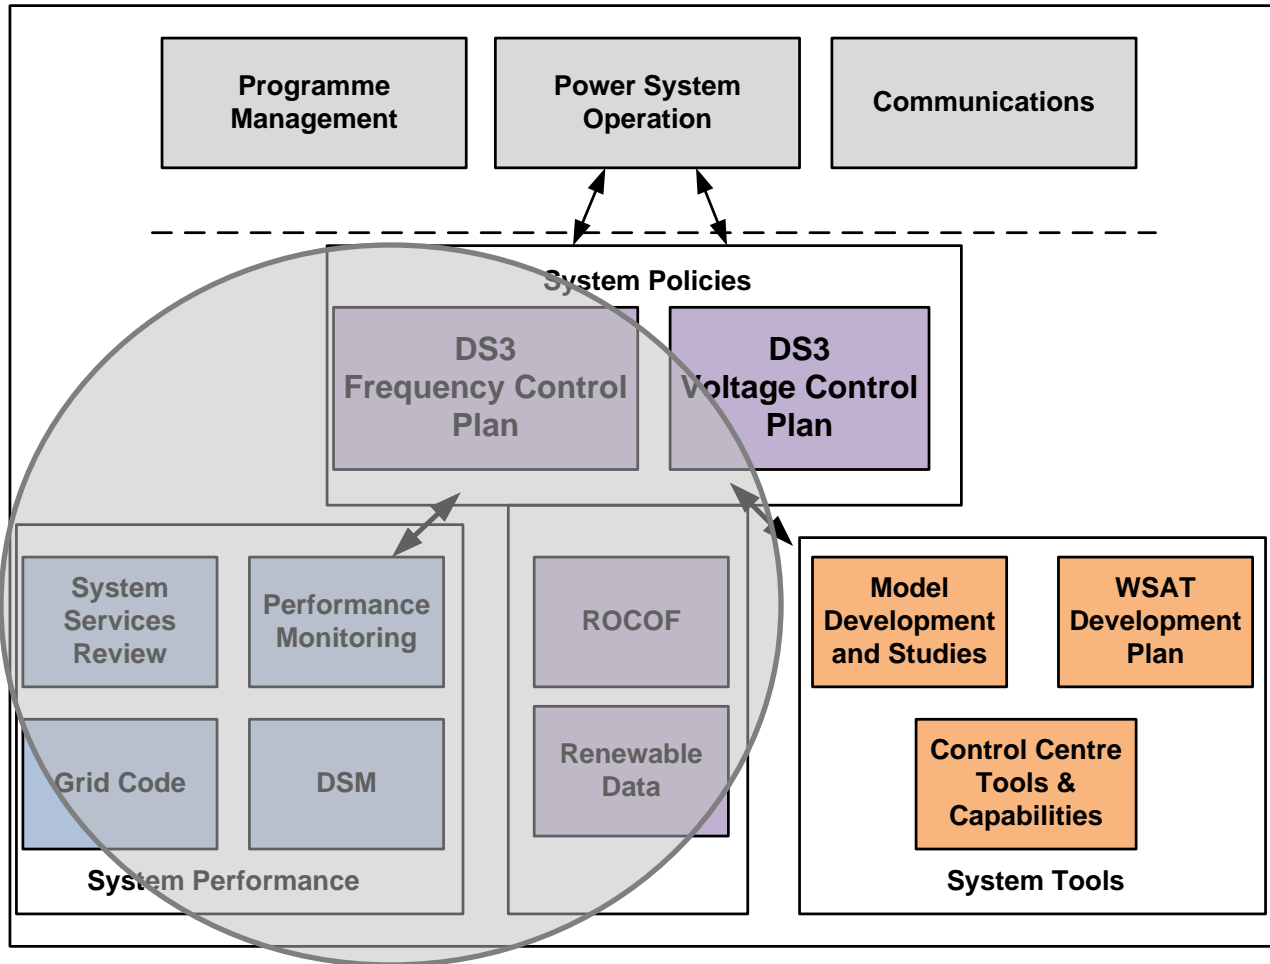 Programme
Management
Power System
Operation
Communications
System Policies
DS3
Frequency Control
Plan
DS3
Voltage Control
Plan
System
Services
Review
Performance
Monitoring
Grid Code
DSM
System Performance
ROCOF
Renewable
Data
Model
Development
and Studies
WSAT
Development
Plan
Control Centre
Tools &
Capabilities
System Tools